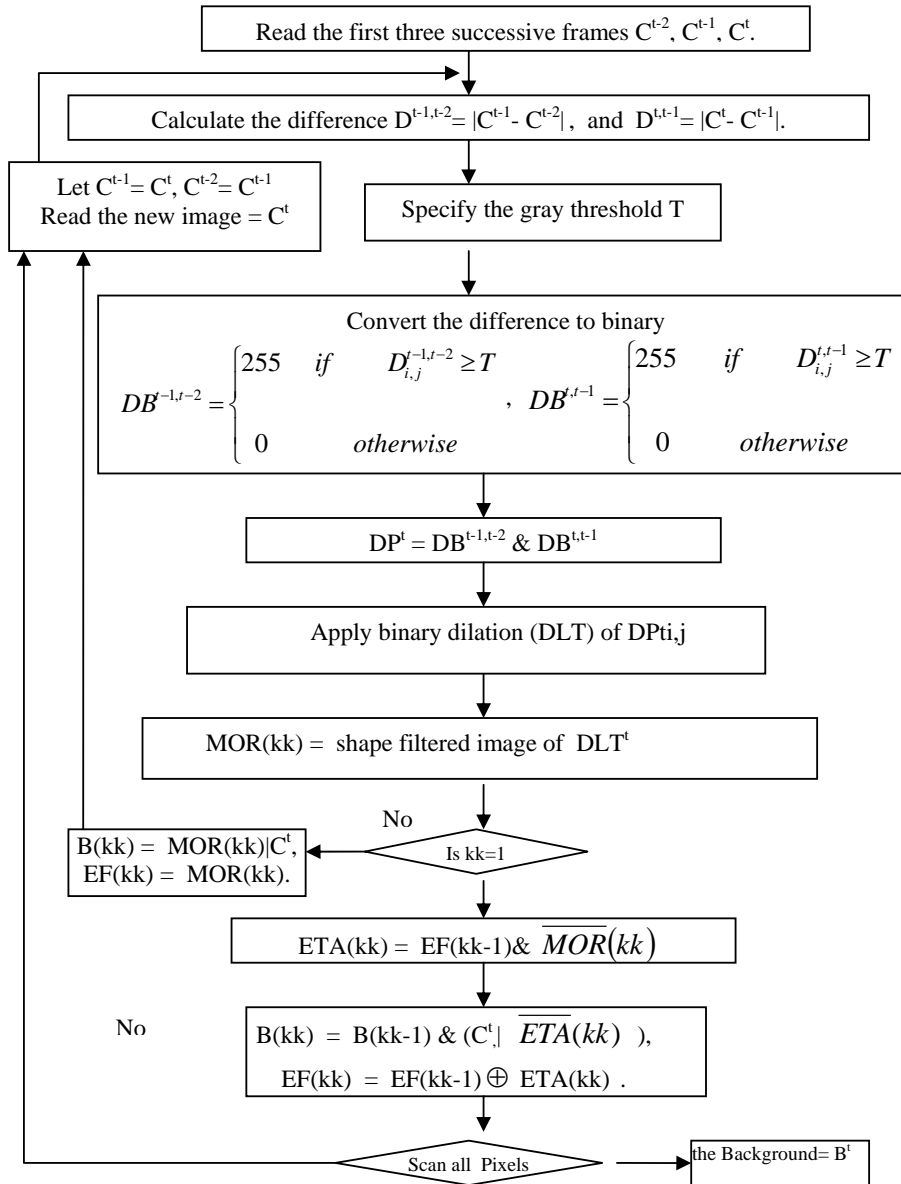 Read the first three successive frames C^{t-2}, C^{t-1}, C^{t}.
Calculate the difference D^{t-1,t-2}= |C^{t-1}- C^{t-2}| , and D^{t,t-1}= |C^{t}- C^{t-1}|.
Let C^{t-1}= C^{t}, C^{t-2}= C^{t-1}
Read the new image = C^{t}
Specify the gray threshold T
Convert the difference to binary
DB^{t-1,t-2} = { 255 if D_{i,j}^{t-1,t-2} ≥ T
0 otherwise
, DB^{t,t-1} = { 255 if D_{i,j}^{t,t-1} ≥ T
0 otherwise
DP^{t} = DB^{t-1,t-2} & DB^{t,t-1}
Apply binary dilation (DLT) of DPti,j
MOR(kk) = shape filtered image of DLT^{t}
No
Is kk=1
B(kk) = MOR(kk)|C^{t},
EF(kk) = MOR(kk).
ETA(kk) = EF(kk-1)& \overline{MOR}(kk)
No
B(kk) = B(kk-1) & (C^{t},| \overline{ETA}(kk) ),
EF(kk) = EF(kk-1) ⊕ ETA(kk) .
Scan all Pixels
the Background= B^{t}